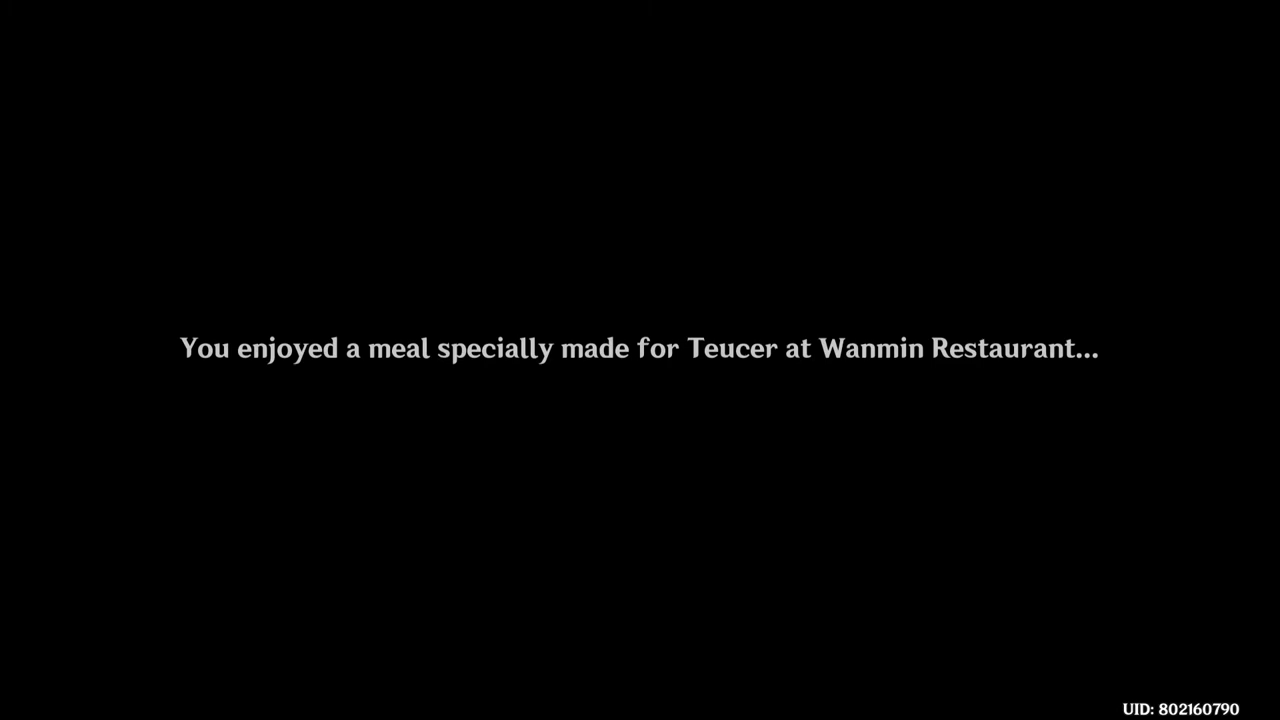 You enjoyed a meal specially made for Teucer at Wanmin Restaurant...
UID: 802160790